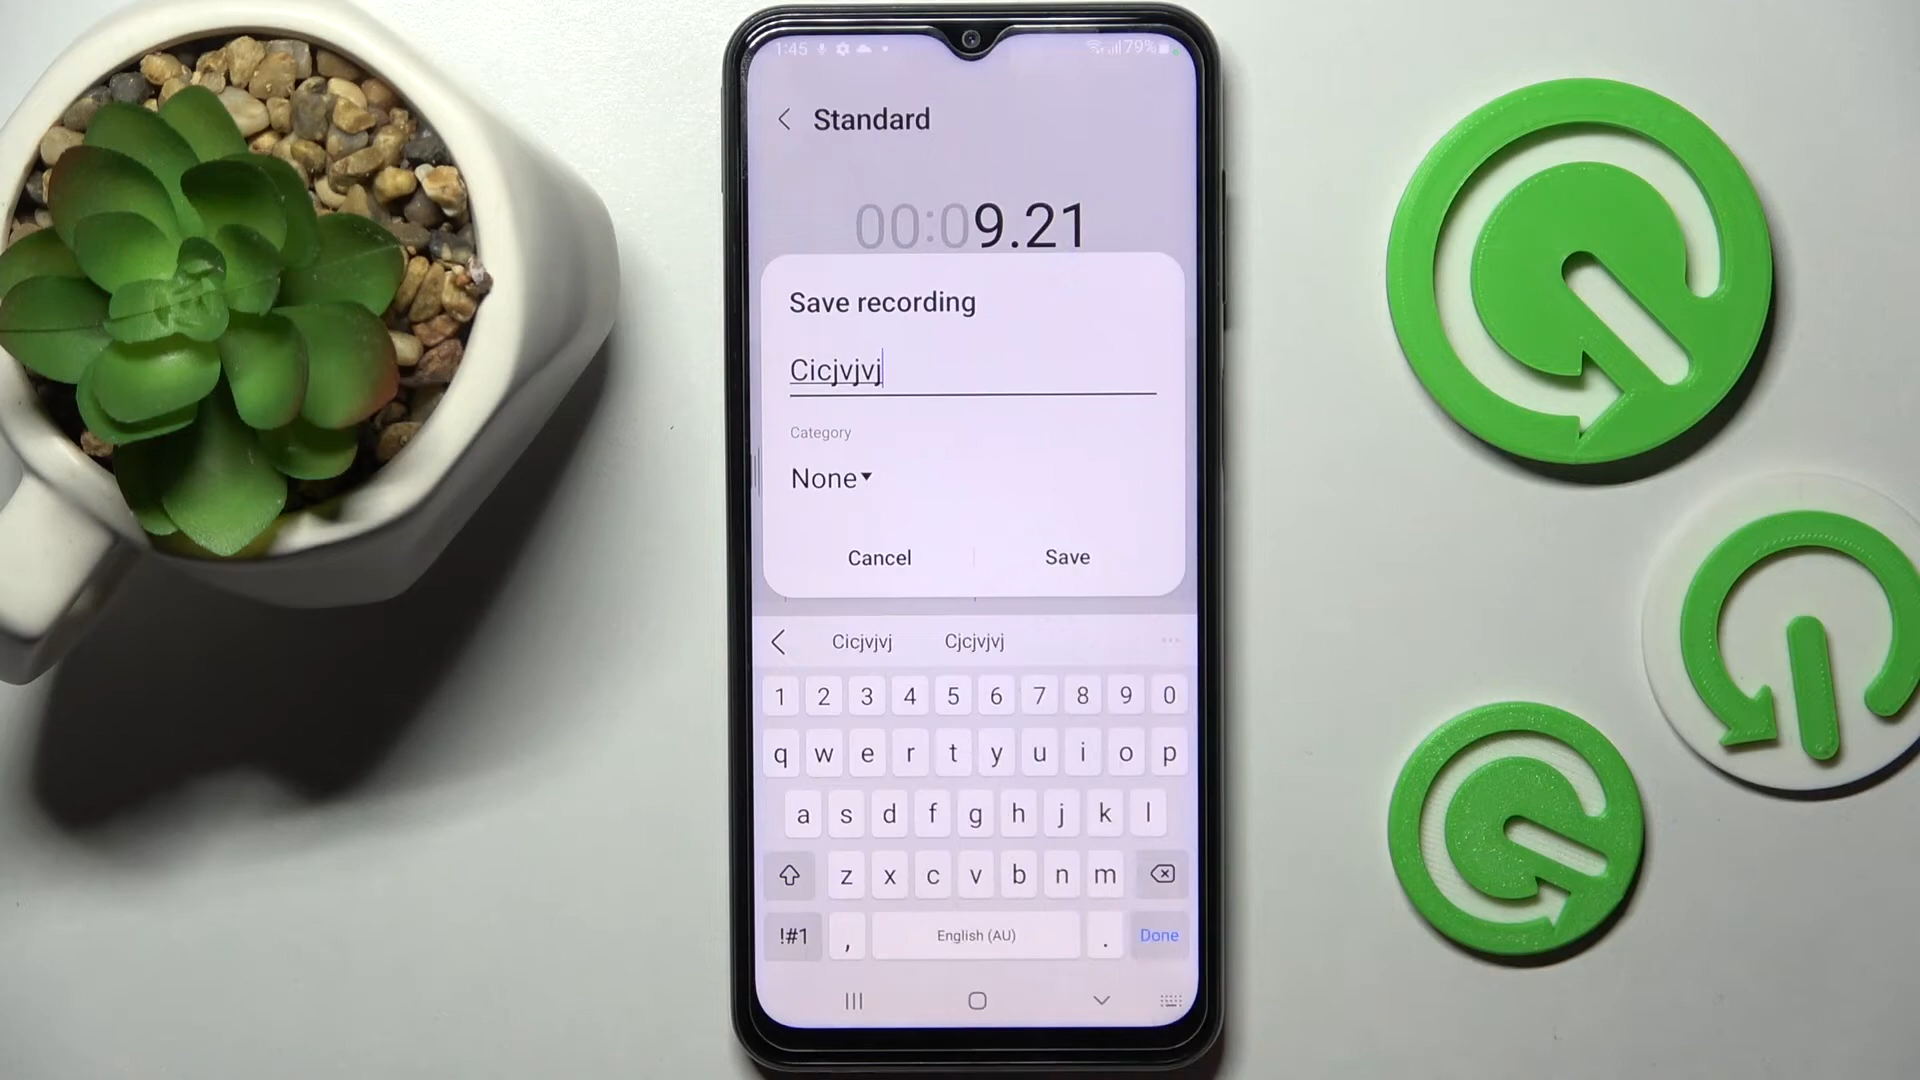 1:45 79%
Standard
00:09.21
Save recording
Cicjvjvj
Category
None
Cancel Save
Cicjvjvj Cjcjvjvj
1 2 3 4 5 6 7 8 9 0
q w e r t y u i o p
a s d f g h j k l
z x c v b n m
!#1 , English (AU) . Done